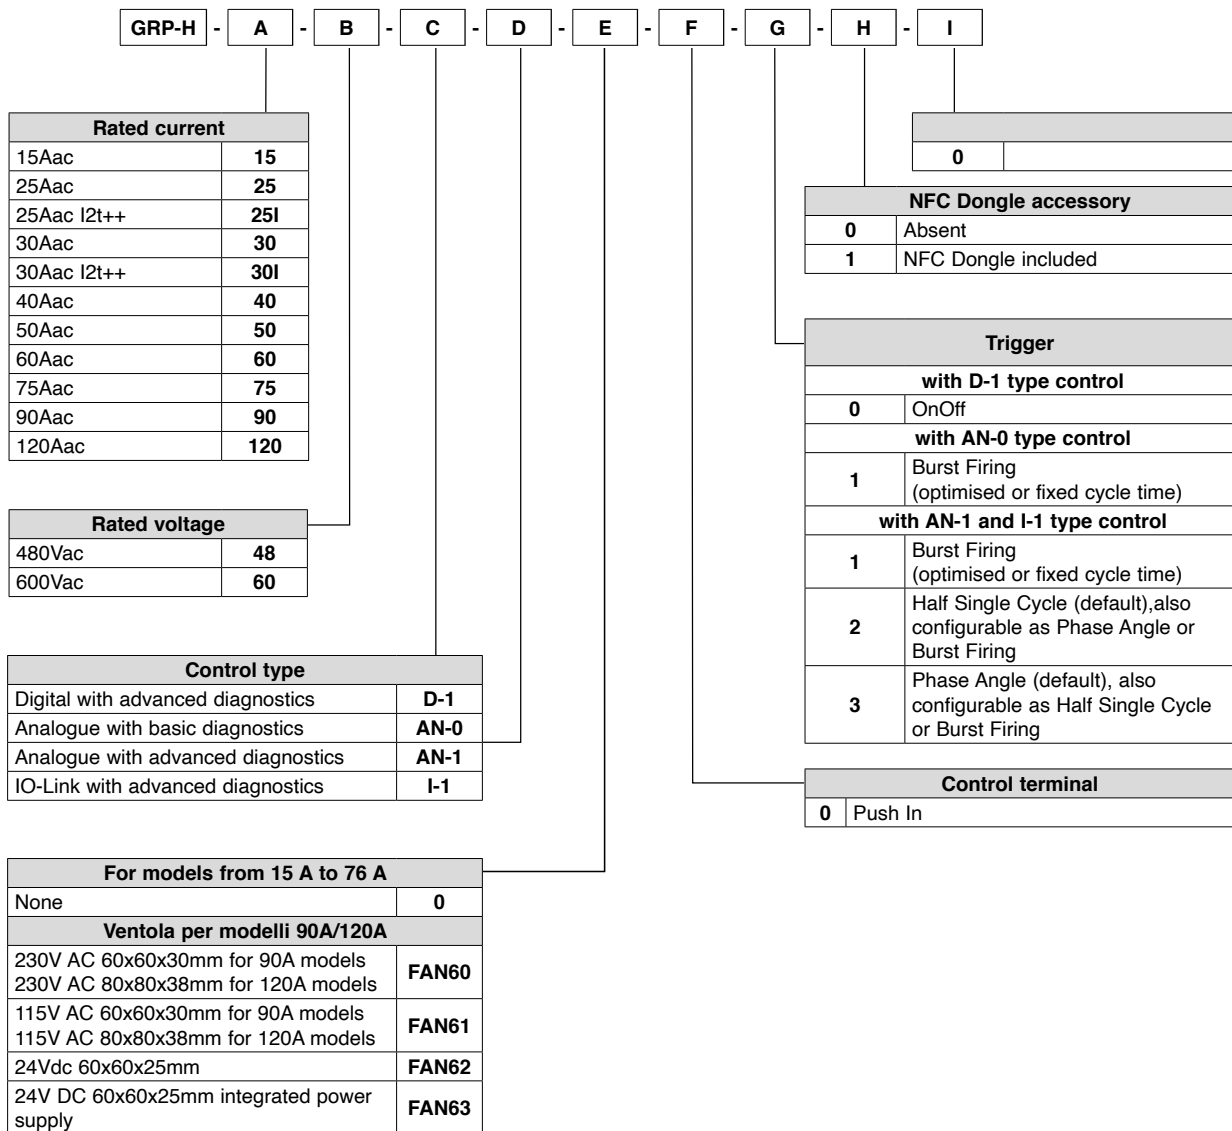 GRP-H - A - B - C - D - E - F - G - H - I
Rated current
15Aac 15
25Aac 25
25Aac I2t++ 25I
30Aac 30
30Aac I2t++ 30I
40Aac 40
50Aac 50
60Aac 60
75Aac 75
90Aac 90
120Aac 120
Rated voltage
480Vac 48
600Vac 60
Control type
Digital with advanced diagnostics D-1
Analogue with basic diagnostics AN-0
Analogue with advanced diagnostics AN-1
IO-Link with advanced diagnostics I-1
For models from 15 A to 76 A
None 0
Ventola per modelli 90A/120A
230V AC 60x60x30mm for 90A models
230V AC 80x80x38mm for 120A models
FAN60
115V AC 60x60x30mm for 90A models
115V AC 80x80x38mm for 120A models
FAN61
24Vdc 60x60x25mm FAN62
24V DC 60x60x25mm integrated power
supply
FAN63
0
NFC Dongle accessory
0 Absent
1 NFC Dongle included
Trigger
with D-1 type control
0 OnOff
with AN-0 type control
1 Burst Firing
(optimised or fixed cycle time)
with AN-1 and I-1 type control
1 Burst Firing
(optimised or fixed cycle time)
2 Half Single Cycle (default),also
configurable as Phase Angle or
Burst Firing
3 Phase Angle (default), also
configurable as Half Single Cycle
or Burst Firing
Control terminal
0 Push In